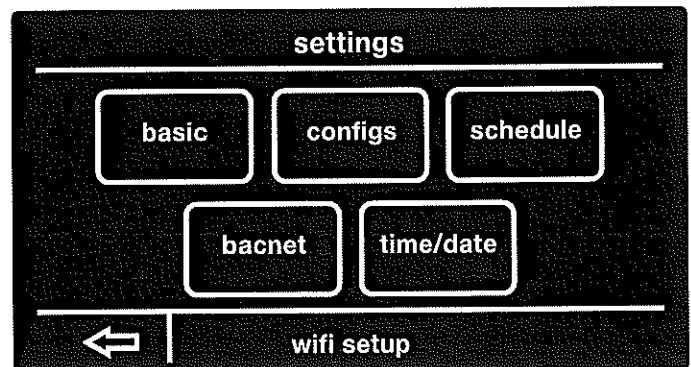 settings
basic configs schedule
bacnet time/date
wifi setup